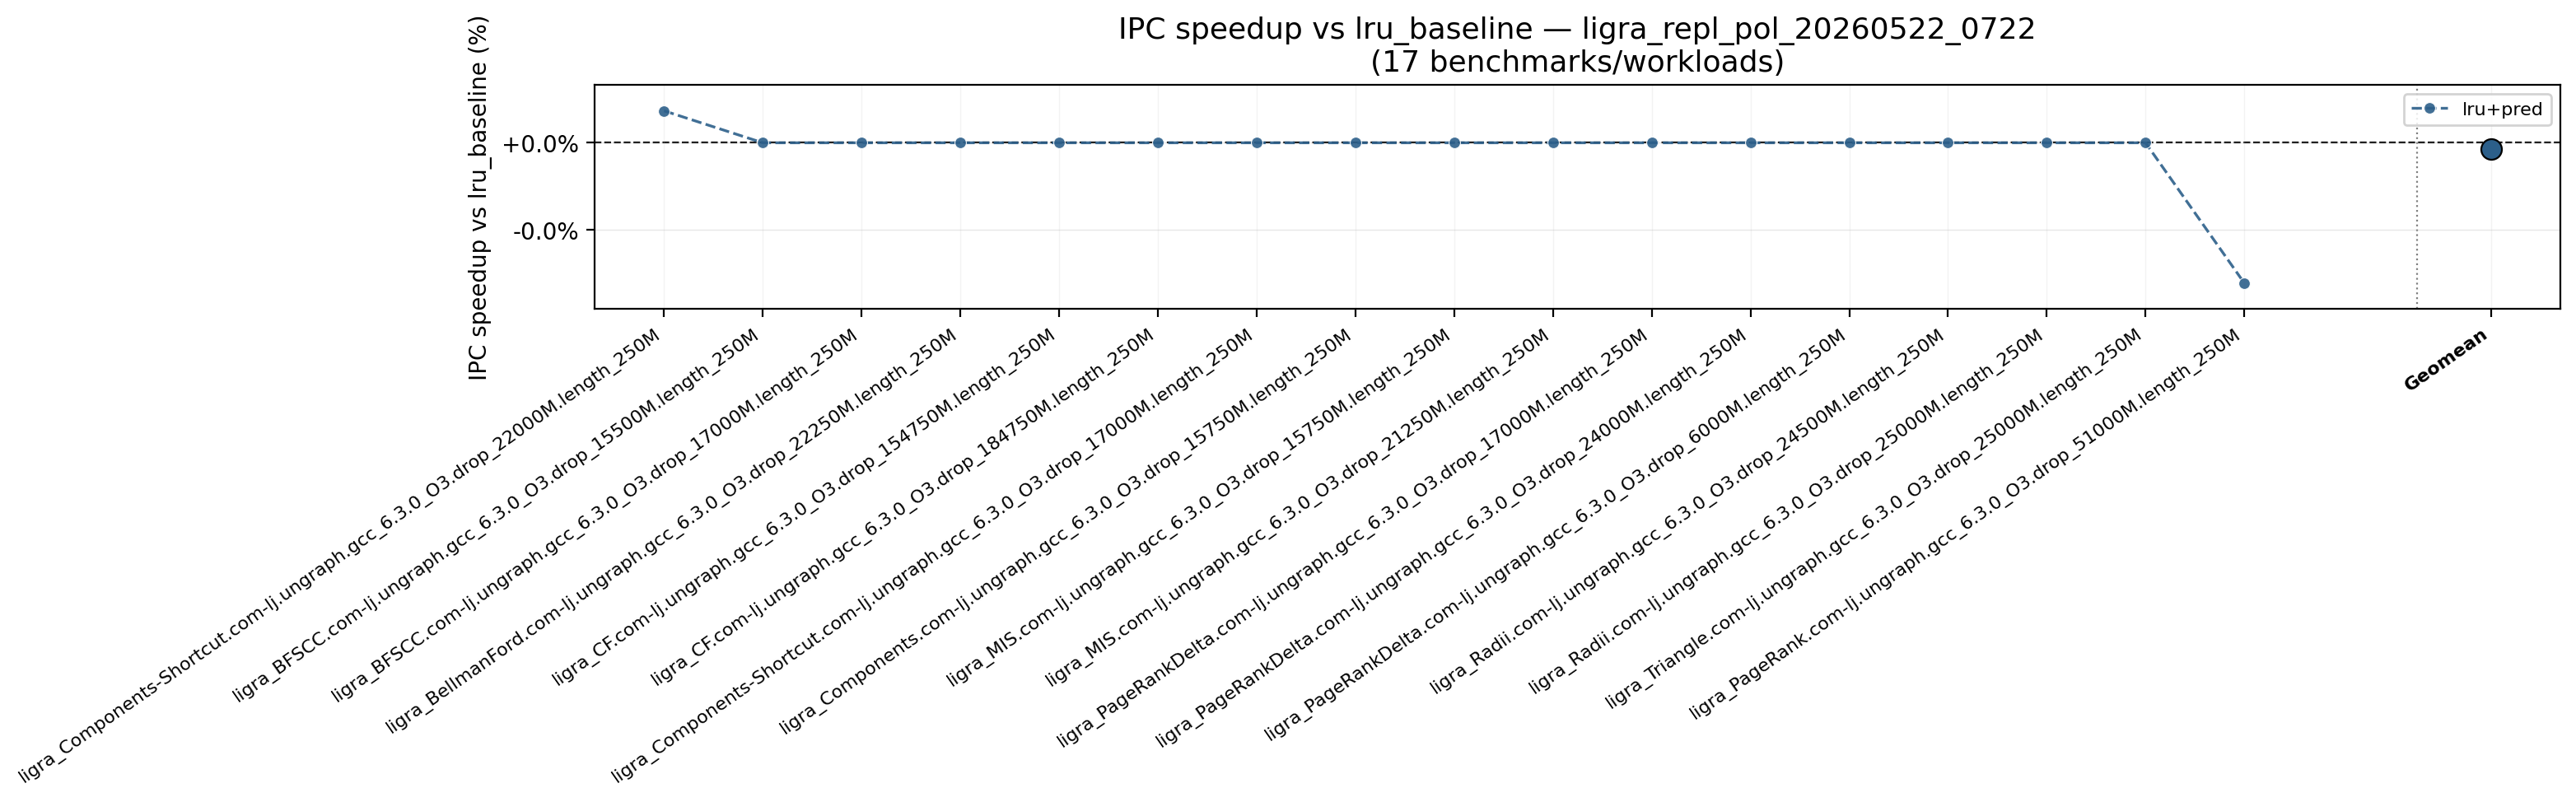 IPC speedup vs lru_baseline — ligra_repl_pol_20260522_0722
(17 benchmarks/workloads)
IPC speedup vs lru_baseline (%)
+0.0%
-0.0%
lru+pred
ligra_Components-Shortcut.com-lj.ungraph.gcc_6.3.0_O3.drop_22000M.length_250M
ligra_BFSCC.com-lj.ungraph.gcc_6.3.0_O3.drop_15500M.length_250M
ligra_BFSCC.com-lj.ungraph.gcc_6.3.0_O3.drop_17000M.length_250M
ligra_BellmanFord.com-lj.ungraph.gcc_6.3.0_O3.drop_22250M.length_250M
ligra_CF.com-lj.ungraph.gcc_6.3.0_O3.drop_154750M.length_250M
ligra_CF.com-lj.ungraph.gcc_6.3.0_O3.drop_184750M.length_250M
ligra_Components-Shortcut.com-lj.ungraph.gcc_6.3.0_O3.drop_17000M.length_250M
ligra_Components.com-lj.ungraph.gcc_6.3.0_O3.drop_15750M.length_250M
ligra_MIS.com-lj.ungraph.gcc_6.3.0_O3.drop_15750M.length_250M
ligra_MIS.com-lj.ungraph.gcc_6.3.0_O3.drop_21250M.length_250M
ligra_PageRankDelta.com-lj.ungraph.gcc_6.3.0_O3.drop_17000M.length_250M
ligra_PageRankDelta.com-lj.ungraph.gcc_6.3.0_O3.drop_24000M.length_250M
ligra_PageRankDelta.com-lj.ungraph.gcc_6.3.0_O3.drop_6000M.length_250M
ligra_Radii.com-lj.ungraph.gcc_6.3.0_O3.drop_24500M.length_250M
ligra_Radii.com-lj.ungraph.gcc_6.3.0_O3.drop_25000M.length_250M
ligra_Triangle.com-lj.ungraph.gcc_6.3.0_O3.drop_25000M.length_250M
ligra_PageRank.com-lj.ungraph.gcc_6.3.0_O3.drop_51000M.length_250M
Geomean